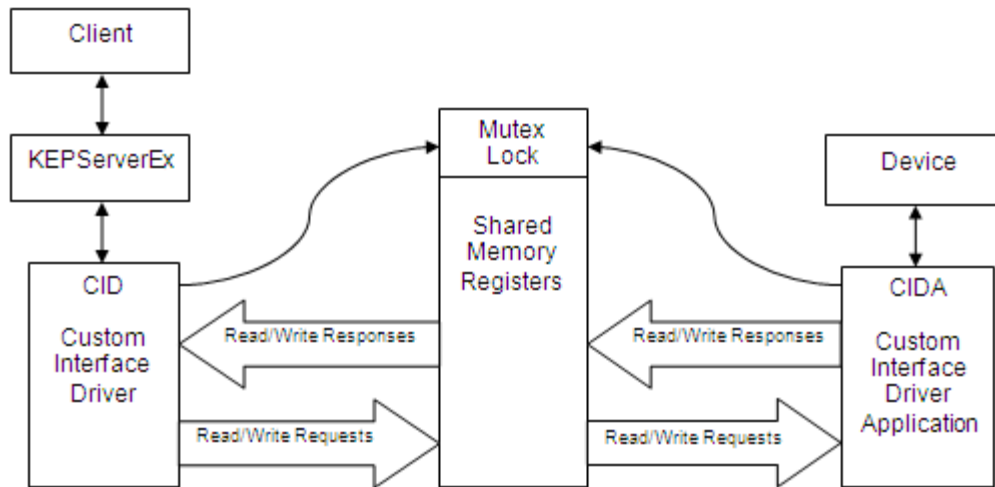 Client
KEPServerEx
Mutex
Lock
Device
Shared
Memory
Registers
CID
Custom
Interface
Driver
CIDA
Custom
Interface
Driver
Application
Read/Write Responses
Read/Write Responses
Read/Write Requests
Read/Write Requests